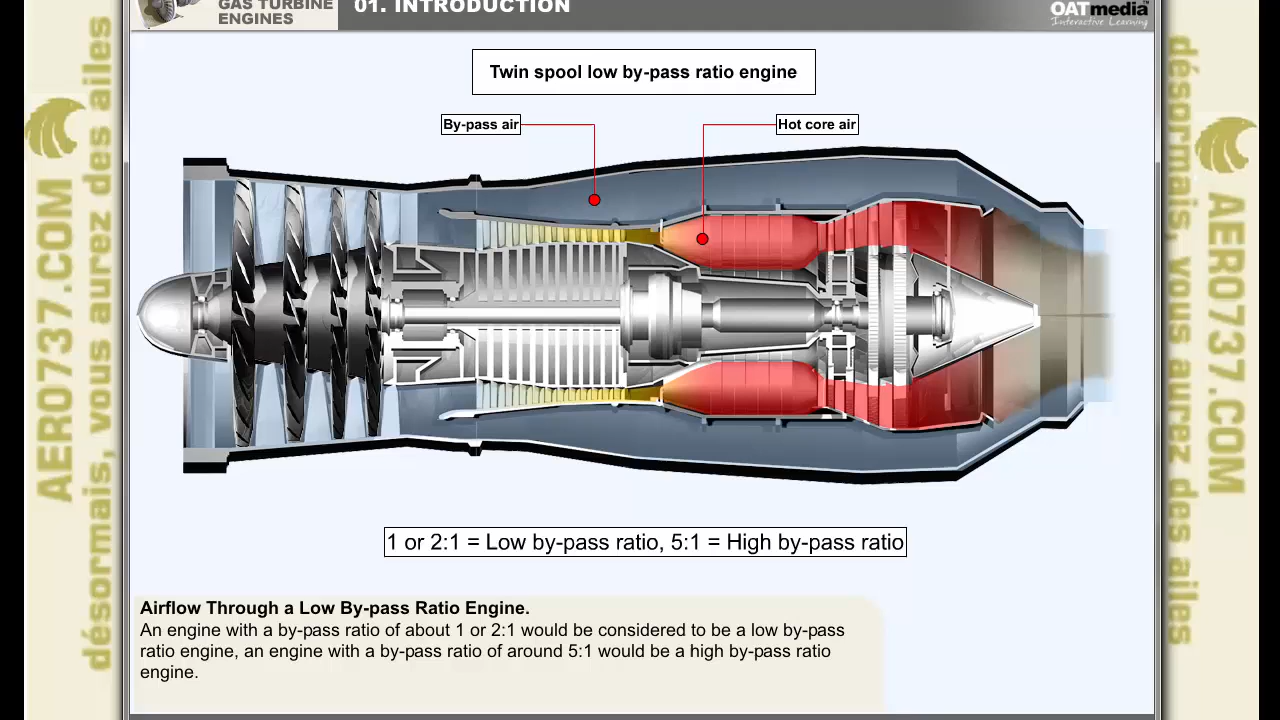 GAS TURBINE
ENGINES
01. INTRODUCTION
OATmedia™
Interactive Learning
Twin spool low by-pass ratio engine
By-pass air
Hot core air
1 or 2:1 = Low by-pass ratio, 5:1 = High by-pass ratio
Airflow Through a Low By-pass Ratio Engine.
An engine with a by-pass ratio of about 1 or 2:1 would be considered to be a low by-pass
ratio engine, an engine with a by-pass ratio of around 5:1 would be a high by-pass ratio
engine.
AERO737.COM
désormais, vous aurez des ailes
AERO737.COM
désormais, vous aurez des ailes